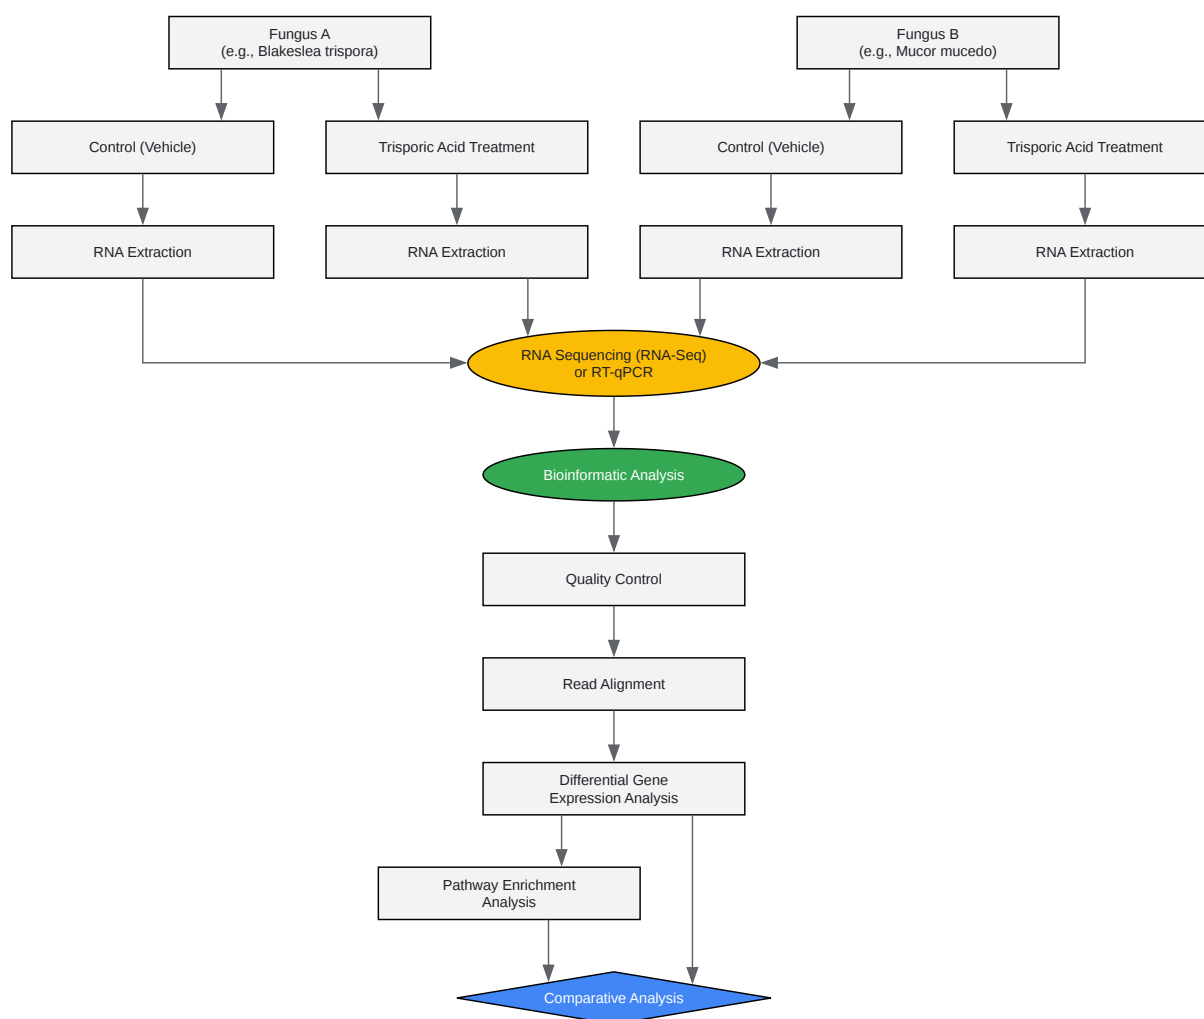 Fungus A
(e.g., Blakeslea trispora)
Fungus B
(e.g., Mucor mucedo)
Control (Vehicle)
Trisporic Acid Treatment
Control (Vehicle)
Trisporic Acid Treatment
RNA Extraction
RNA Extraction
RNA Extraction
RNA Extraction
RNA Sequencing (RNA-Seq)
or RT-qPCR
Bioinformatic Analysis
Quality Control
Read Alignment
Differential Gene
Expression Analysis
Pathway Enrichment
Analysis
Comparative Analysis